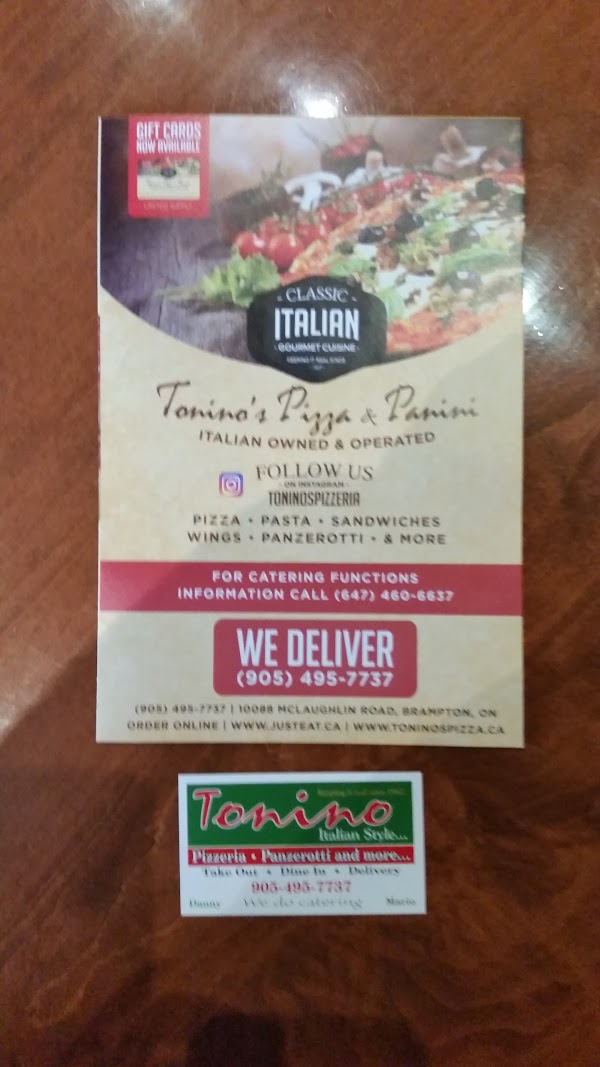 GIFT CARDS
NOW AVAILABLE
- CLASSIC -
ITALIAN
- GOURMET CUISINE -
Tonino's Pizza & Panini
ITALIAN OWNED & OPERATED
FOLLOW US
- ON INSTAGRAM -
TONINOSPIZZERIA
PIZZA • PASTA • SANDWICHES
WINGS • PANZEROTTI • & MORE
FOR CATERING FUNCTIONS
INFORMATION CALL (647) 460-6637
WE DELIVER
(905) 495-7737
(905) 495-7737 | 10088 MCLAUGHLIN ROAD, BRAMPTON, ON
ORDER ONLINE | WWW.JUSTEAT.CA | WWW.TONINOSPIZZA.CA
Tonino
Italian Style...
Pizzeria • Panzerotti and more...
Take Out • Dine In • Delivery
905-495-7737
Danny We do catering Mario